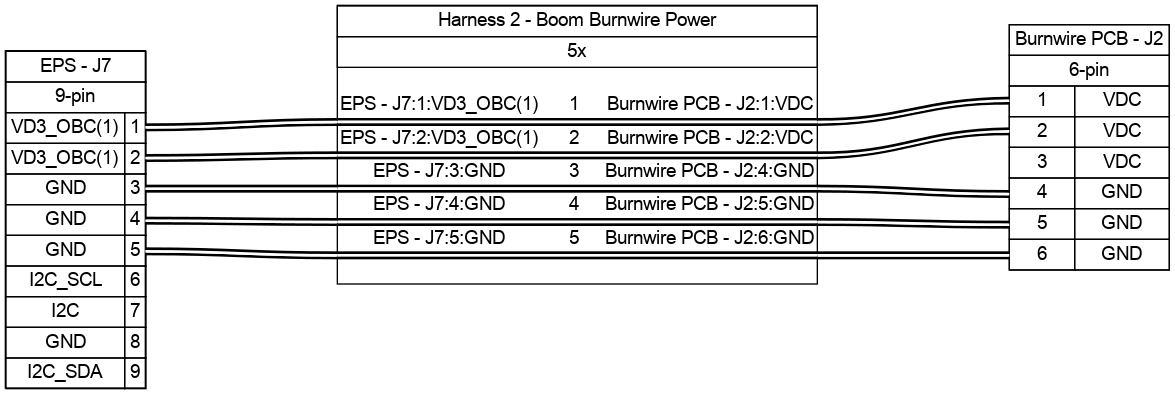 EPS - J7
9-pin
VD3_OBC(1) 1
VD3_OBC(1) 2
GND 3
GND 4
GND 5
I2C_SCL 6
I2C 7
GND 8
I2C_SDA 9
Harness 2 - Boom Burnwire Power
5x
EPS - J7:1:VD3_OBC(1) 1 Burnwire PCB - J2:1:VDC
EPS - J7:2:VD3_OBC(1) 2 Burnwire PCB - J2:2:VDC
EPS - J7:3:GND 3 Burnwire PCB - J2:4:GND
EPS - J7:4:GND 4 Burnwire PCB - J2:5:GND
EPS - J7:5:GND 5 Burnwire PCB - J2:6:GND
Burnwire PCB - J2
6-pin
1 VDC
2 VDC
3 VDC
4 GND
5 GND
6 GND